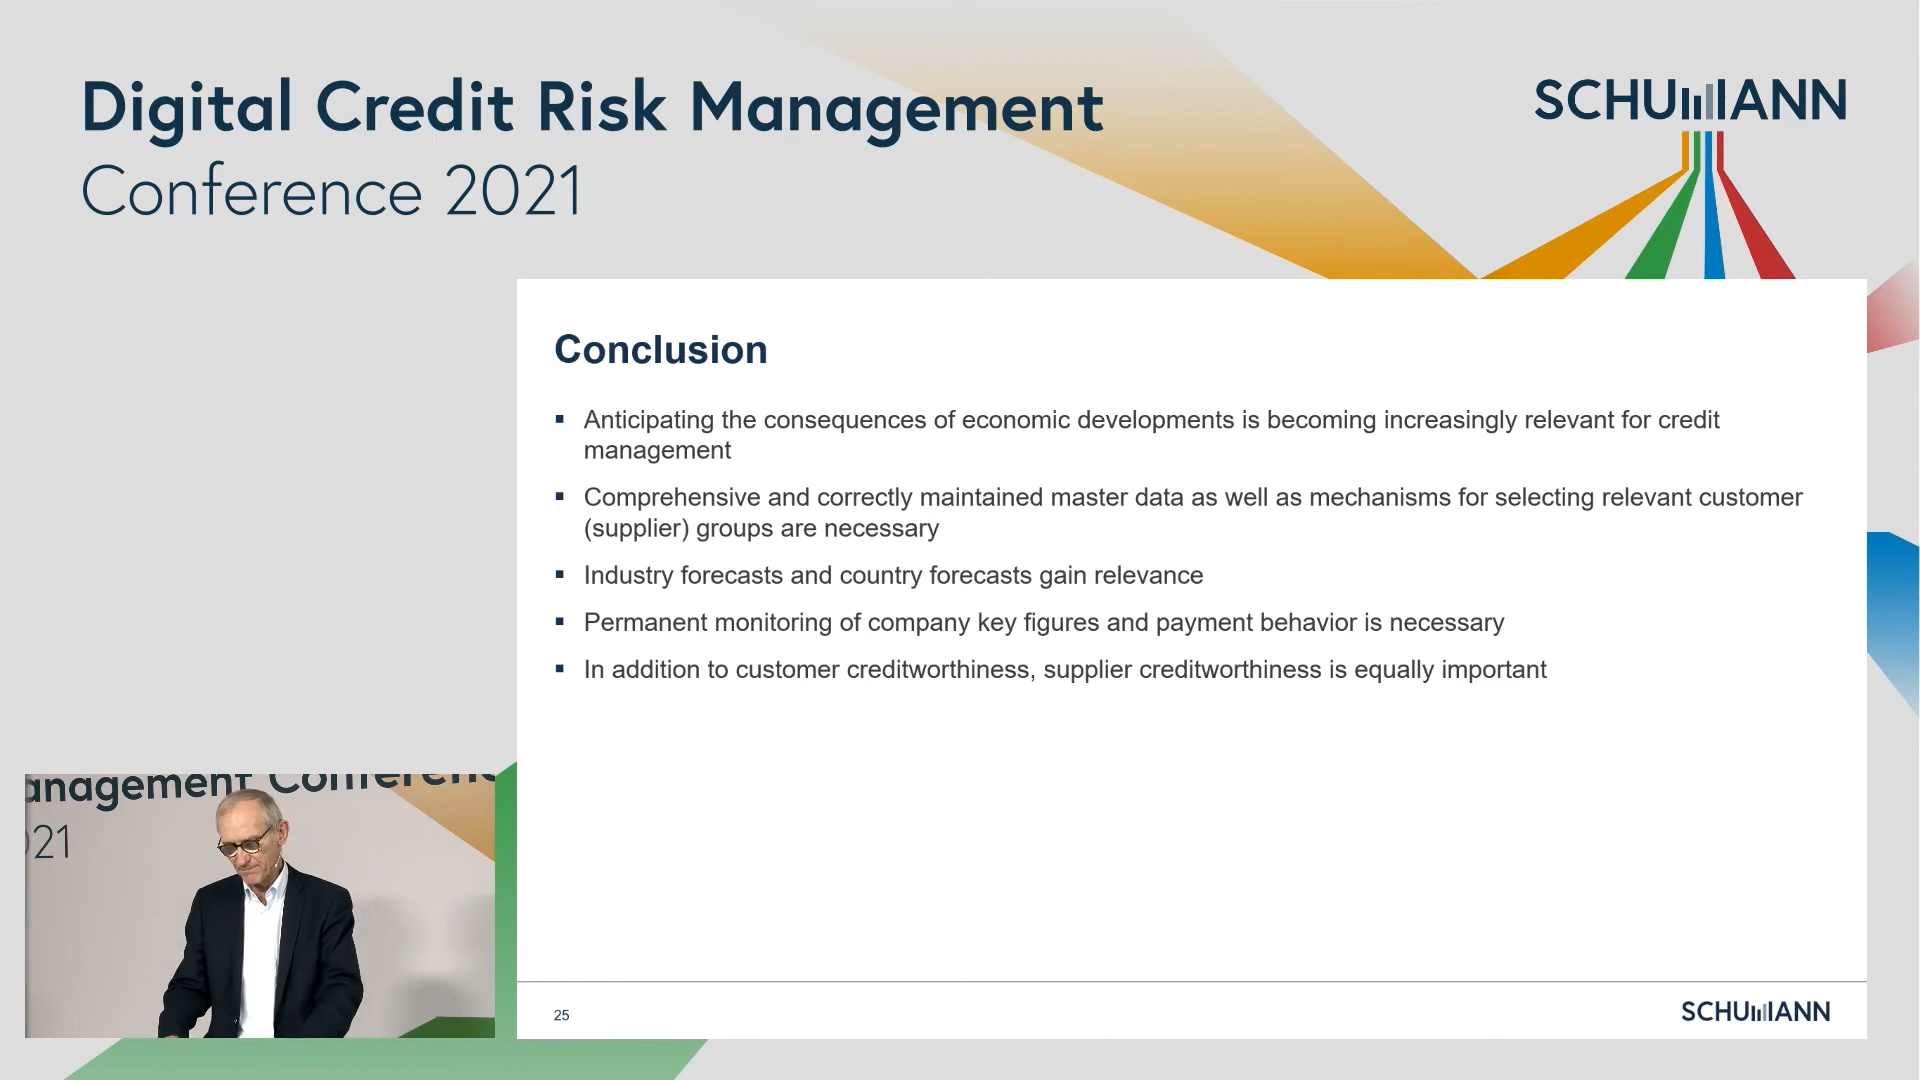 Digital Credit Risk Management
Conference 2021
SCHUMANN
Conclusion
▪ Anticipating the consequences of economic developments is becoming increasingly relevant for credit
management
▪ Comprehensive and correctly maintained master data as well as mechanisms for selecting relevant customer
(supplier) groups are necessary
▪ Industry forecasts and country forecasts gain relevance
▪ Permanent monitoring of company key figures and payment behavior is necessary
▪ In addition to customer creditworthiness, supplier creditworthiness is equally important
anagement Conferenc
21
25
SCHUMANN